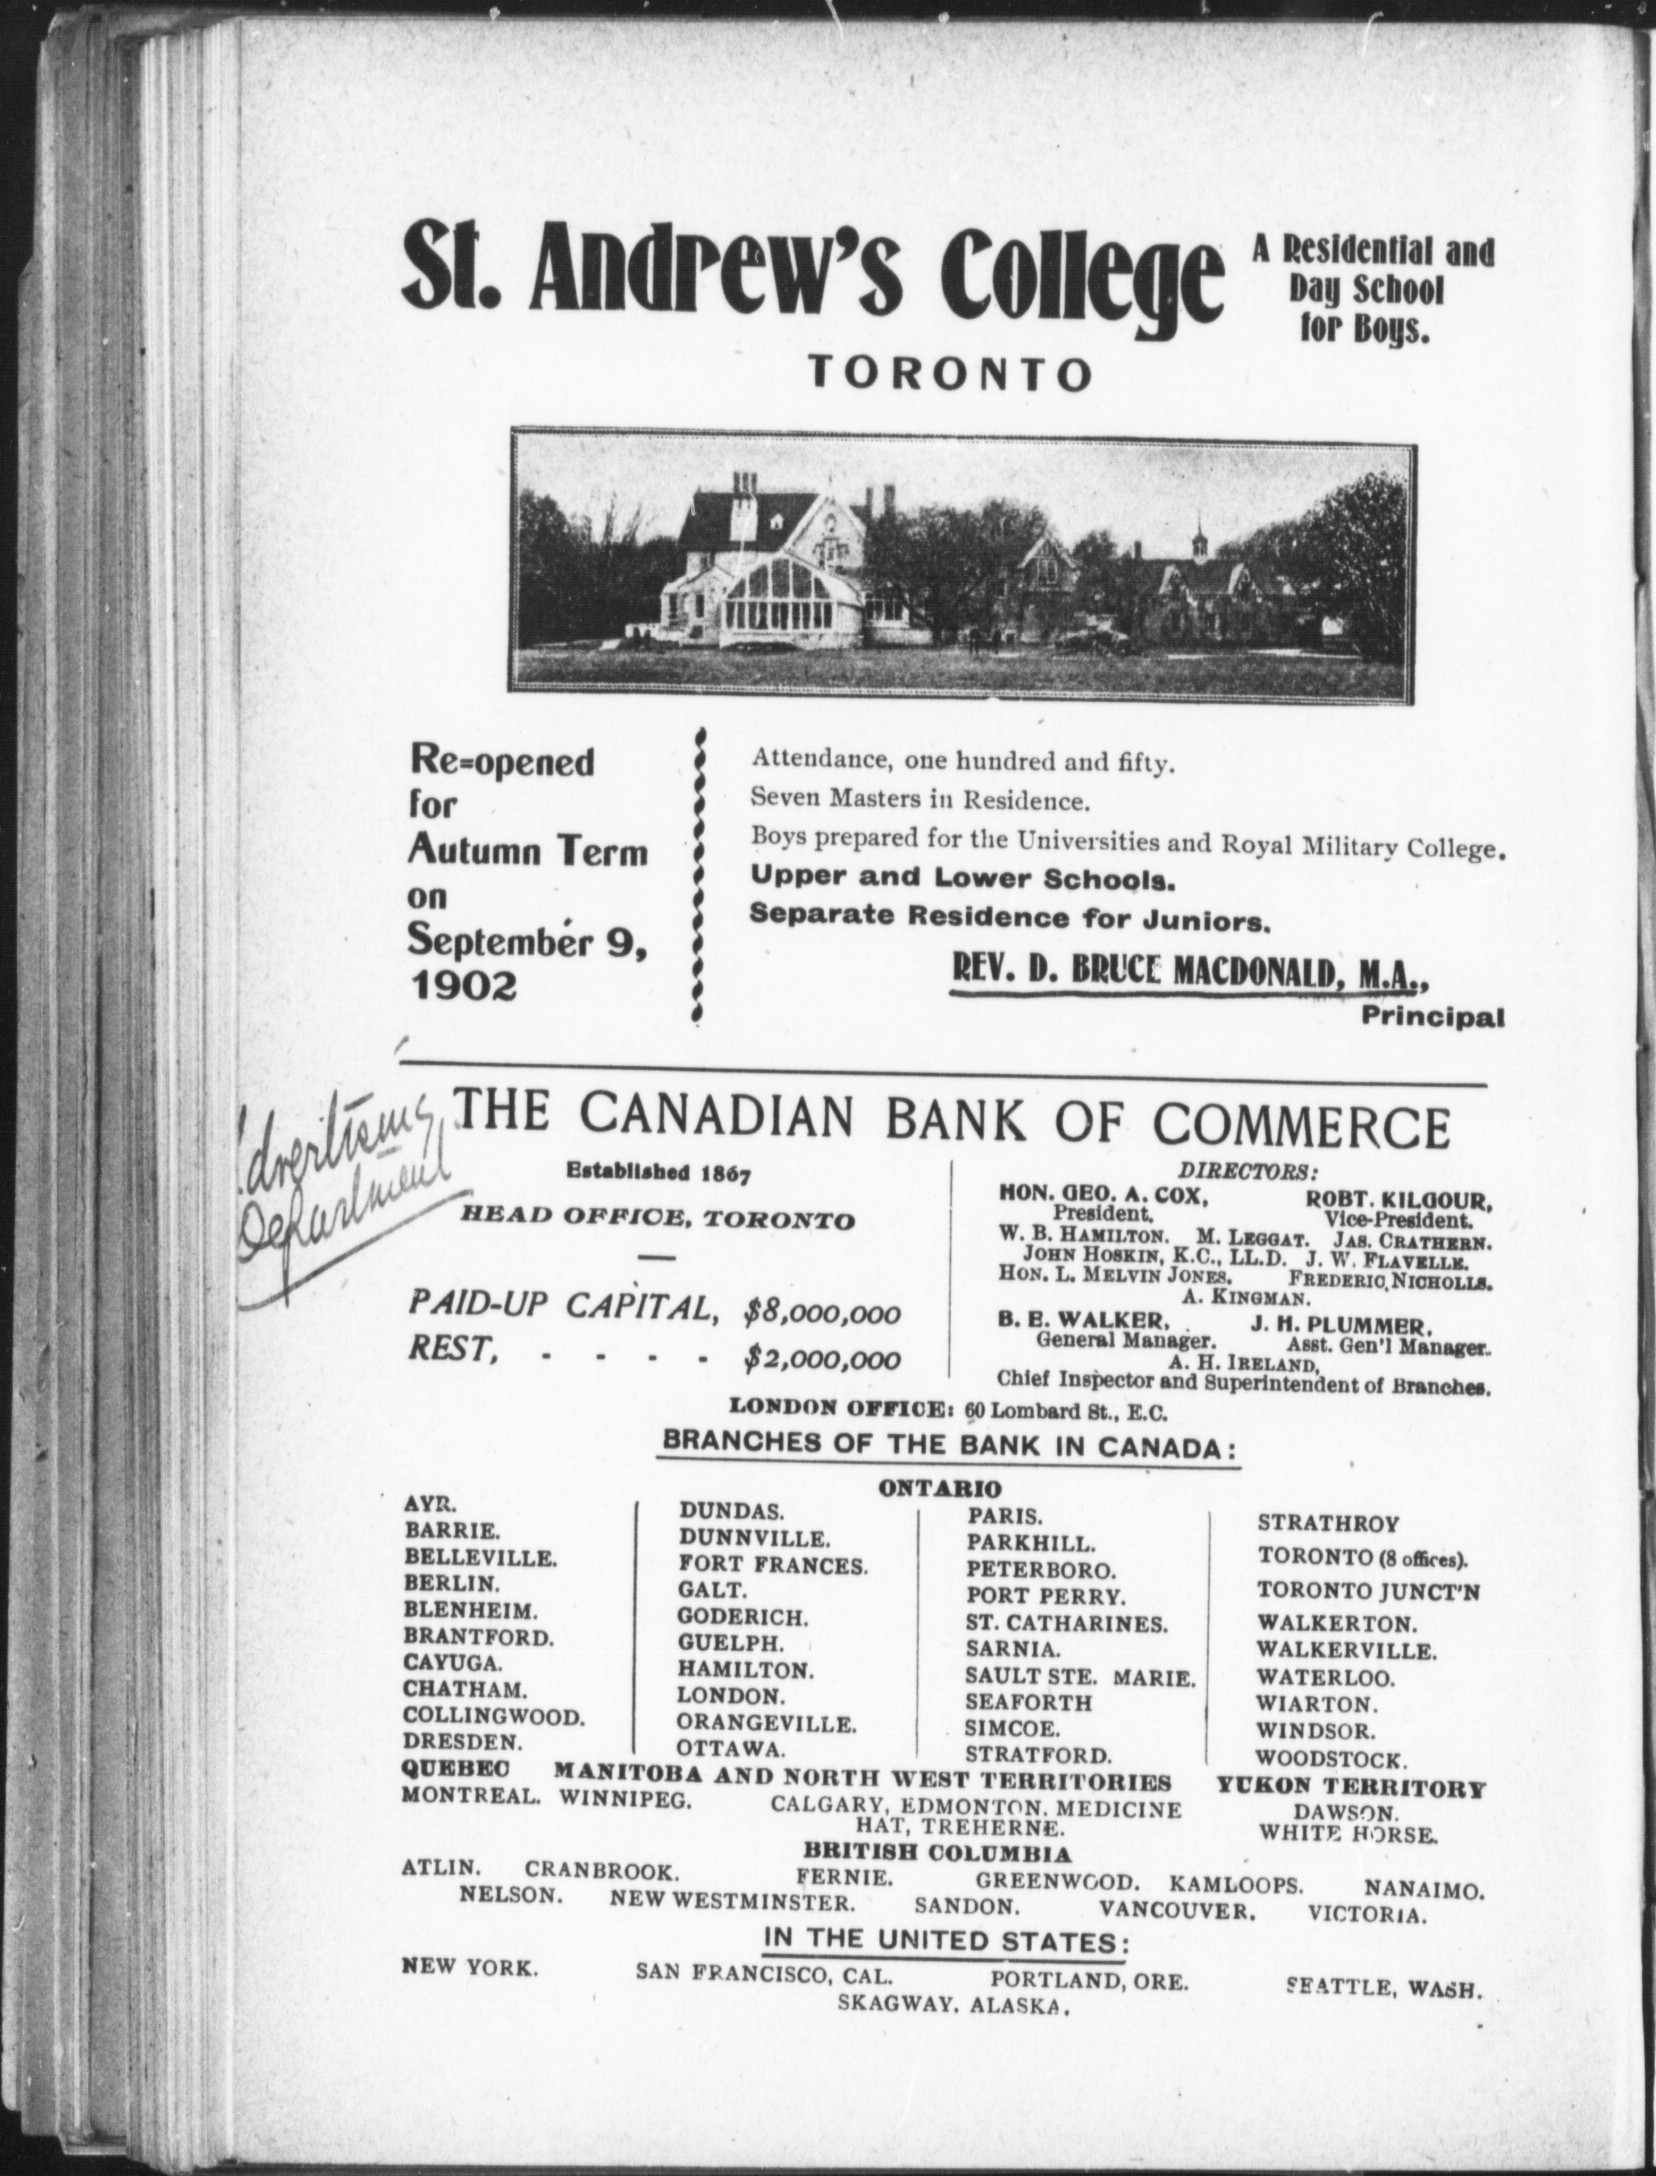 St. Andrew's College
A Residential and
Day School
for Boys.
TORONTO
Re-opened
for
Autumn Term
on
September 9,
1902
Attendance, one hundred and fifty.
Seven Masters in Residence.
Boys prepared for the Universities and Royal Military College.
Upper and Lower Schools.
Separate Residence for Juniors.
REV. D. BRUCE MACDONALD, M.A.,
Principal
Advertising
Department
THE CANADIAN BANK OF COMMERCE
Established 1867
HEAD OFFICE, TORONTO
PAID-UP CAPITAL, $8,000,000
REST, - - - - $2,000,000
DIRECTORS:
HON. GEO. A. COX, ROBT. KILGOUR,
President. Vice-President.
W. B. HAMILTON. M. LEGGAT. JAS. CRATHERN.
JOHN HOSKIN, K.C., LL.D. J. W. FLAVELLE.
HON. L. MELVIN JONES. FREDERIC NICHOLLS.
A. KINGMAN.
B. E. WALKER, J. H. PLUMMER,
General Manager. Asst. Gen'l Manager.
A. H. IRELAND,
Chief Inspector and Superintendent of Branches.
LONDON OFFICE: 60 Lombard St., E.C.
BRANCHES OF THE BANK IN CANADA:
ONTARIO
AYR.
BARRIE.
BELLEVILLE.
BERLIN.
BLENHEIM.
BRANTFORD.
CAYUGA.
CHATHAM.
COLLINGWOOD.
DRESDEN.
DUNDAS.
DUNNVILLE.
FORT FRANCES.
GALT.
GODERICH.
GUELPH.
HAMILTON.
LONDON.
ORANGEVILLE.
OTTAWA.
PARIS.
PARKHILL.
PETERBORO.
PORT PERRY.
ST. CATHARINES.
SARNIA.
SAULT STE. MARIE.
SEAFORTH
SIMCOE.
STRATFORD.
STRATHROY
TORONTO (8 offices).
TORONTO JUNCT'N
WALKERTON.
WALKERVILLE.
WATERLOO.
WIARTON.
WINDSOR.
WOODSTOCK.
QUEBEC MANITOBA AND NORTH WEST TERRITORIES YUKON TERRITORY
MONTREAL. WINNIPEG. CALGARY, EDMONTON. MEDICINE DAWSON.
HAT, TREHERNE. WHITE HORSE.
BRITISH COLUMBIA
ATLIN. CRANBROOK. FERNIE. GREENWOOD. KAMLOOPS. NANAIMO.
NELSON. NEW WESTMINSTER. SANDON. VANCOUVER. VICTORIA.
IN THE UNITED STATES:
NEW YORK. SAN FRANCISCO, CAL. PORTLAND, ORE. SEATTLE, WASH.
SKAGWAY, ALASKA.